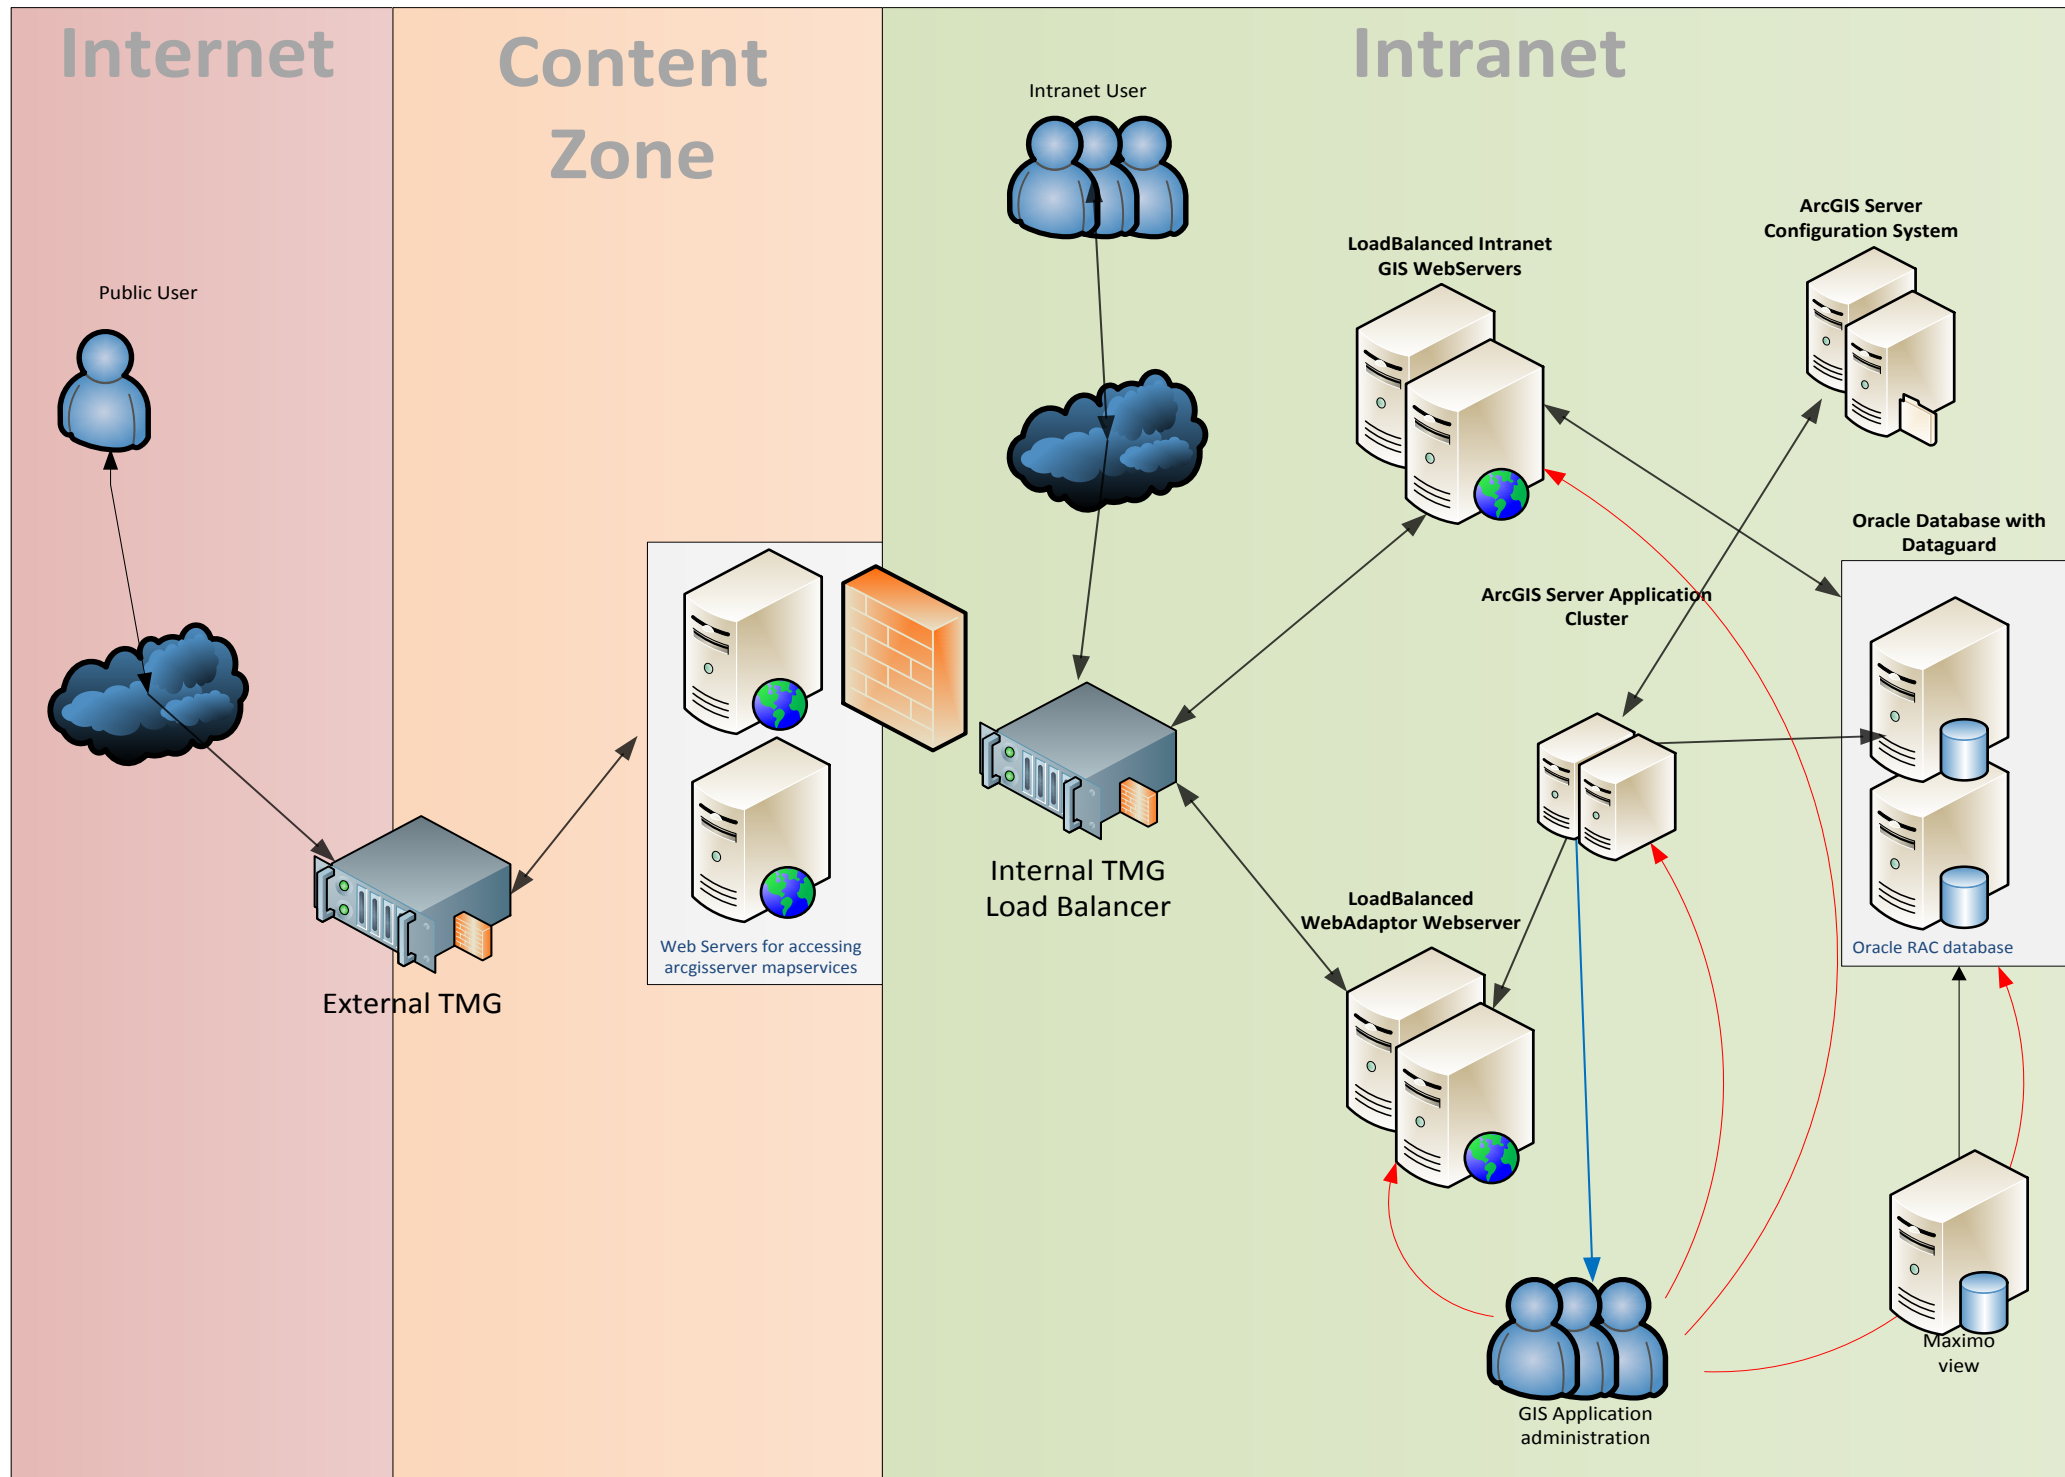 Internet
Content
Zone
Intranet
Intranet User
Public User
ArcGIS Server
Configuration System
LoadBalanced Intranet
GIS WebServers
Oracle Database with
Dataguard
ArcGIS Server Application
Cluster
Web Servers for accessing
arcgisserver mapservices
External TMG
Internal TMG
Load Balancer
LoadBalanced
WebAdaptor Webserver
Oracle RAC database
Maximo
view
GIS Application
administration